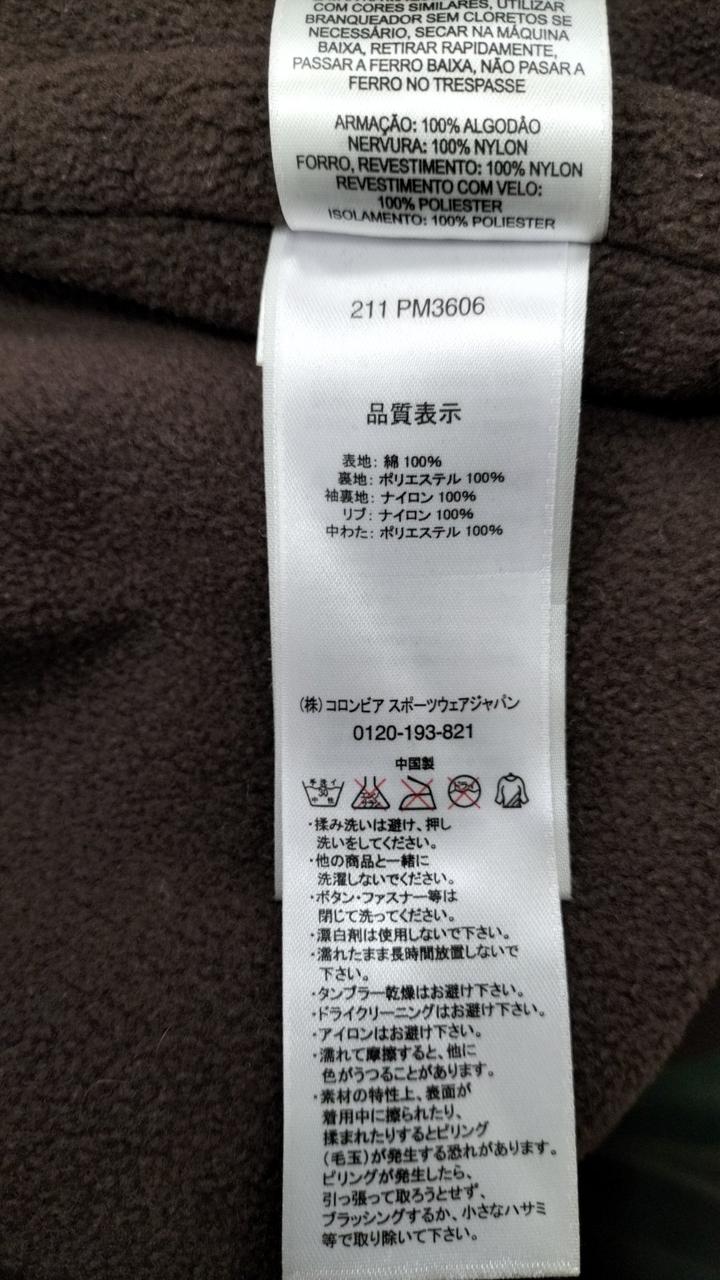 COM CORES SIMILARES, UTILIZAR
BRANQUEADOR SEM CLORETOS SE
NECESSÁRIO, SECAR NA MÁQUINA
BAIXA, RETIRAR RAPIDAMENTE,
PASSAR A FERRO BAIXA, NÃO PASAR A
FERRO NO TRESPASSE
ARMAÇÃO: 100% ALGODÂO
NERVURA: 100% NYLON
FORRO, REVESTIMENTO: 100% NYLON
REVESTIMENTO COM VELO:
100% POLIESTER
ISOLAMENTO: 100% POLIESTER
211 PM3606
品質表示
表地: 綿 100%
裏地: ポリエステル 100%
袖裏地: ナイロン 100%
リブ: ナイロン 100%
中わた: ポリエステル 100%
(株)コロンビア スポーツウェアジャパン
0120-193-821
中国製
手洗イ
30
中性
エンソサラシ
ドライ
・揉み洗いは避け、押し
洗いをしてください。
・他の商品と一緒に
洗濯しないでください。
・ボタン・ファスナー等は
閉じて洗ってください。
・漂白剤は使用しないで下さい。
・濡れたまま長時間放置しないで
下さい。
・タンブラー乾燥はお避け下さい。
・ドライクリーニングはお避け下さい。
・アイロンはお避け下さい。
・濡れて摩擦すると、他に
色がうつることがあります。
・素材の特性上、表面が
着用中に擦られたり、
揉まれたりするとピリング
(毛玉)が発生する恐れがあります。
ピリングが発生したら、
引っ張って取ろうとせず、
ブラッシングするか、小さなハサミ
等で取り除いて下さい。